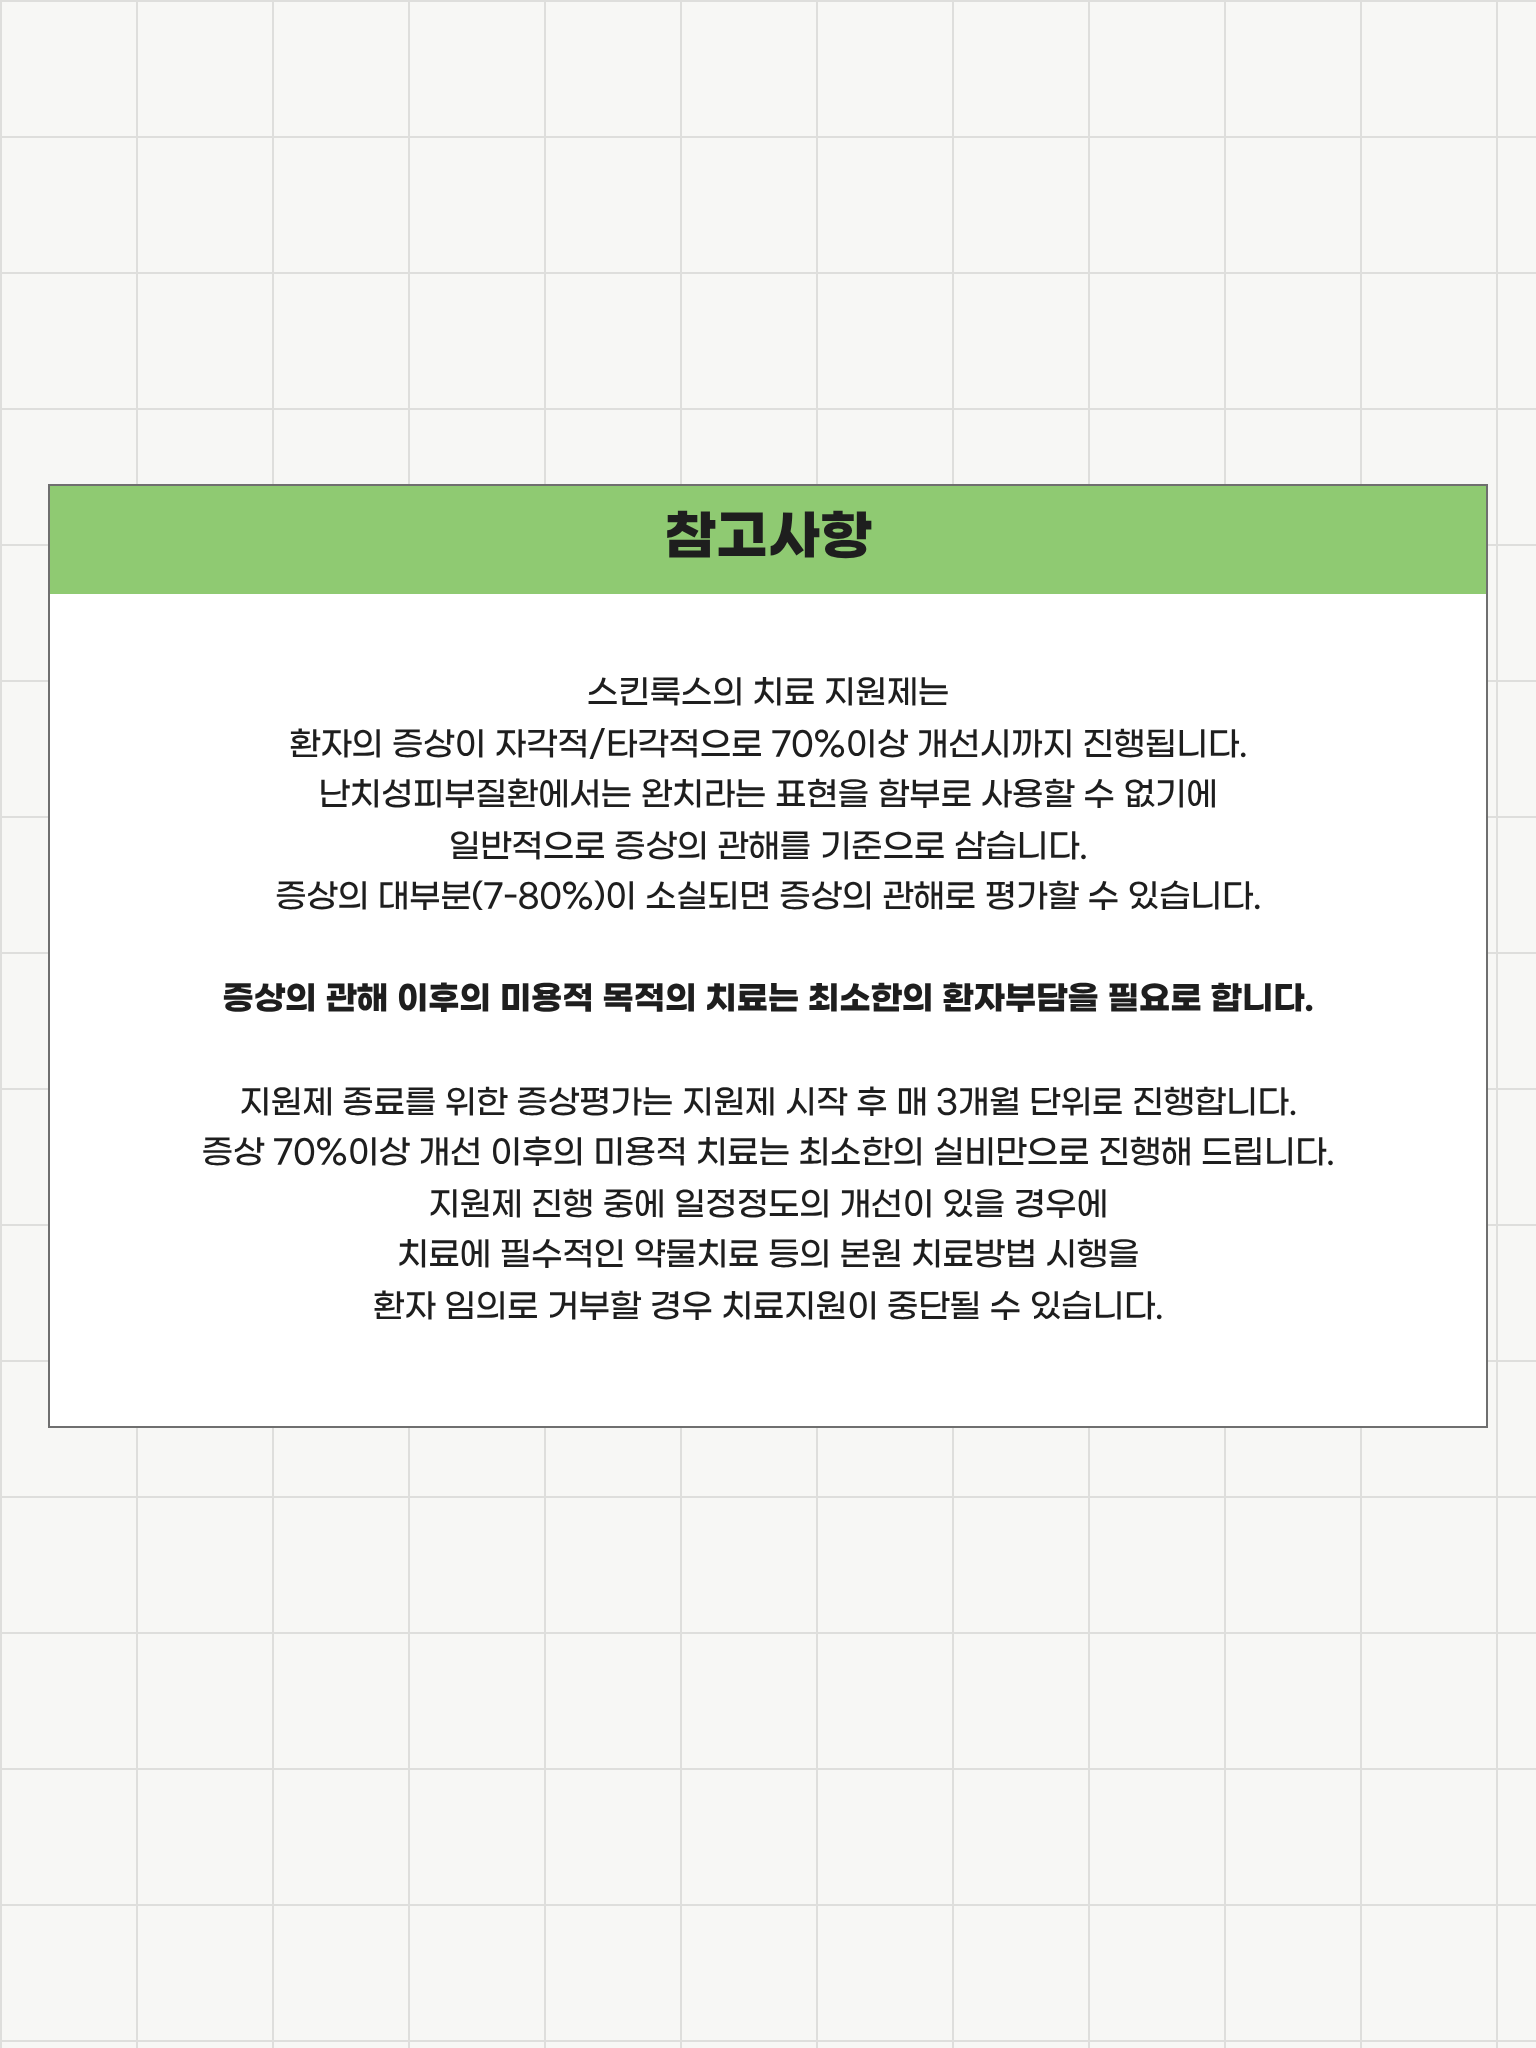 참고사항
스킨룩스의 치료 지원제는
환자의 증상이 자각적/타각적으로 70%이상 개선시까지 진행됩니다.
난치성피부질환에서는 완치라는 표현을 함부로 사용할 수 없기에
일반적으로 증상의 관해를 기준으로 삼습니다.
증상의 대부분(7-80%)이 소실되면 증상의 관해로 평가할 수 있습니다.
증상의 관해 이후의 미용적 목적의 치료는 최소한의 환자부담을 필요로 합니다.
지원제 종료를 위한 증상평가는 지원제 시작 후 매 3개월 단위로 진행합니다.
증상 70%이상 개선 이후의 미용적 치료는 최소한의 실비만으로 진행해 드립니다.
지원제 진행 중에 일정정도의 개선이 있을 경우에
치료에 필수적인 약물치료 등의 본원 치료방법 시행을
환자 임의로 거부할 경우 치료지원이 중단될 수 있습니다.